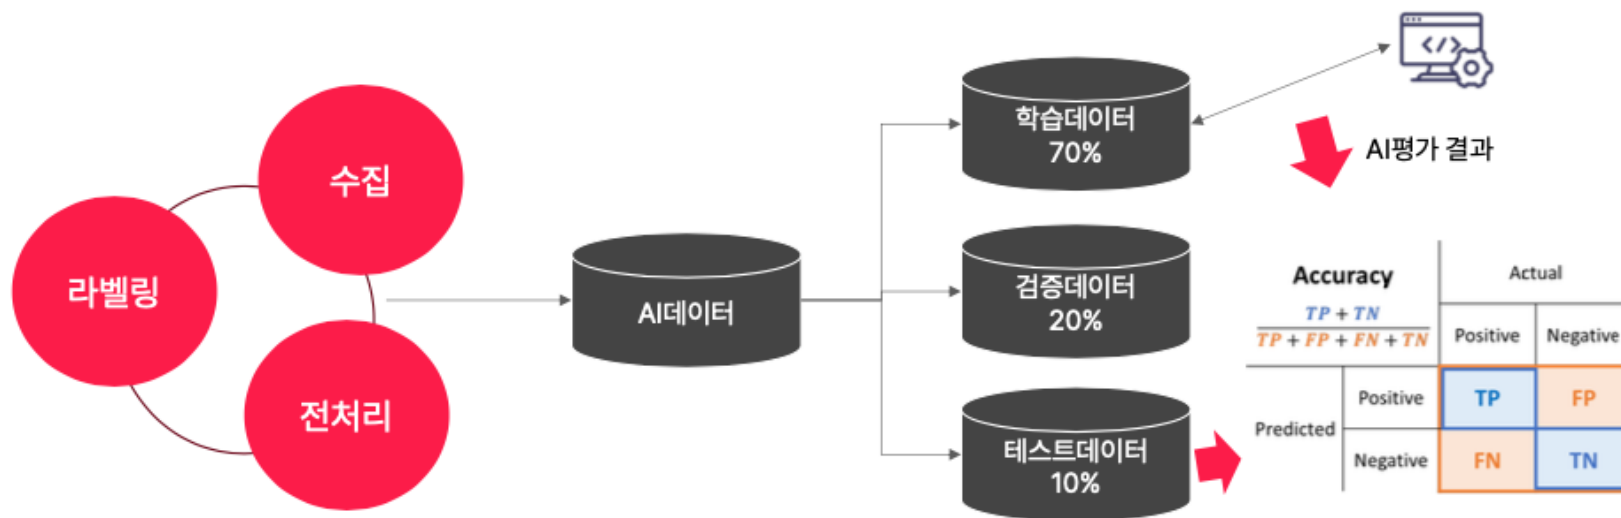 수집
라벨링
전처리
AI데이터
학습데이터
70%
검증데이터
20%
테스트데이터
10%
</>
AI평가 결과
Accuracy
TP + TN
TP + FP + FN + TN
Actual
Positive Negative
Predicted
Positive TP FP
Negative FN TN